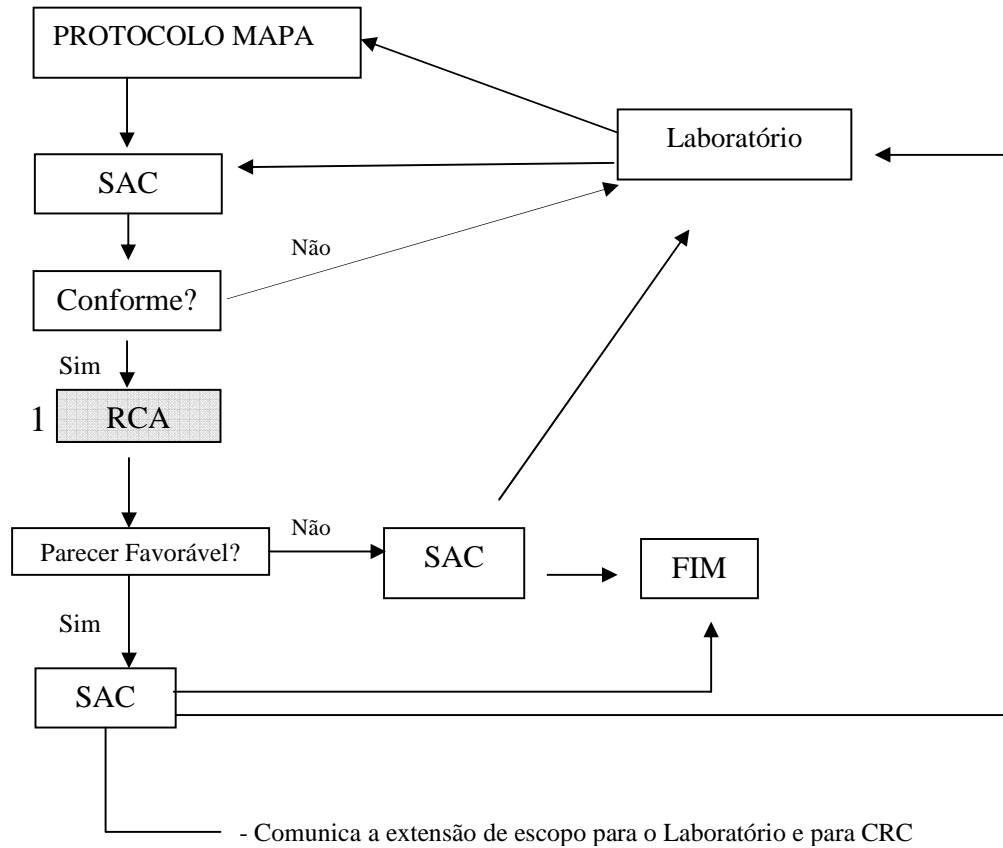 PROTOCOLO MAPA
Laboratório
SAC
Não
Conforme?
Sim
1 RCA
Parecer Favorável?
Não
SAC
FIM
Sim
SAC
- Comunica a extensão de escopo para o Laboratório e para CRC